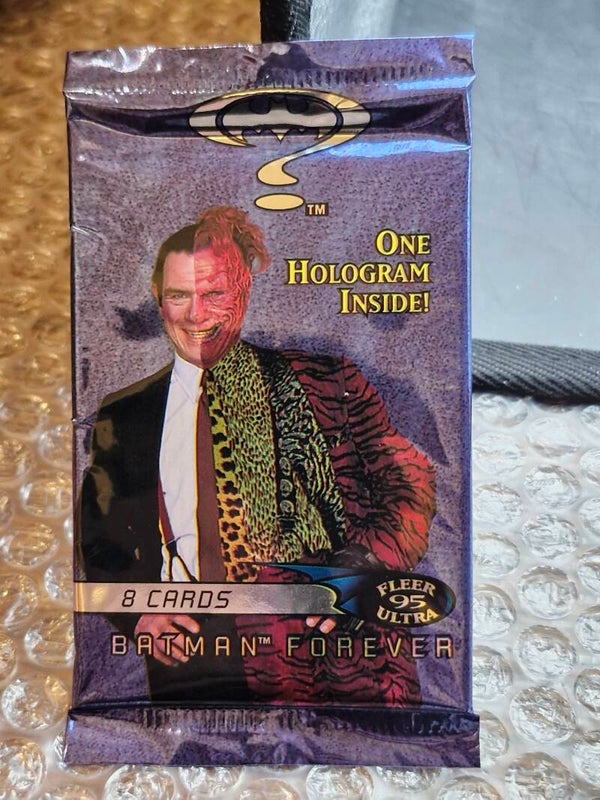 TM
ONE
HOLOGRAM
INSIDE!
8 CARDS
FLEER
95
ULTRA
BATMAN™ FOREVER